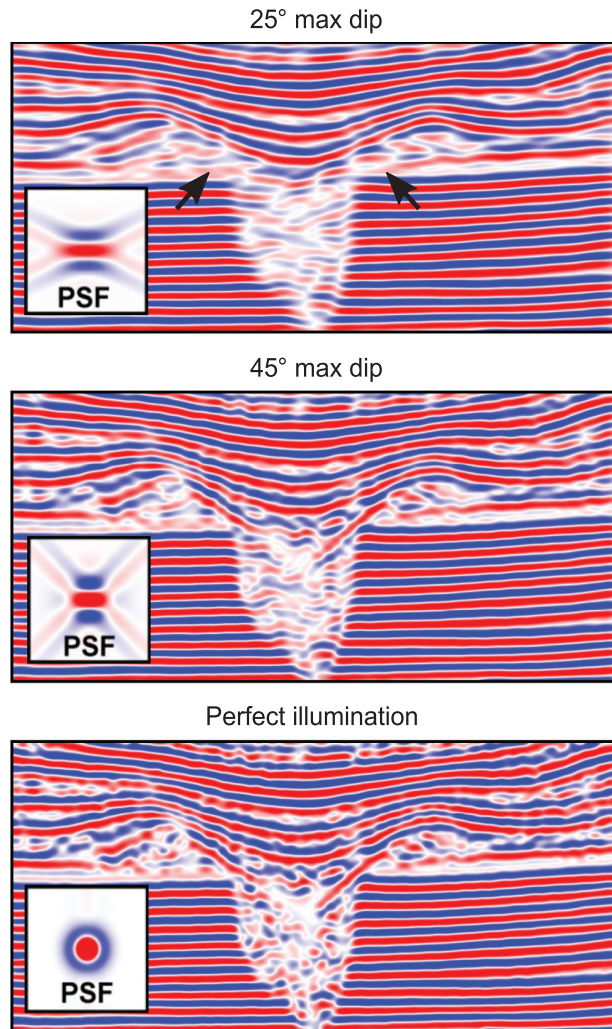 25° max dip
PSF
45° max dip
PSF
Perfect illumination
PSF